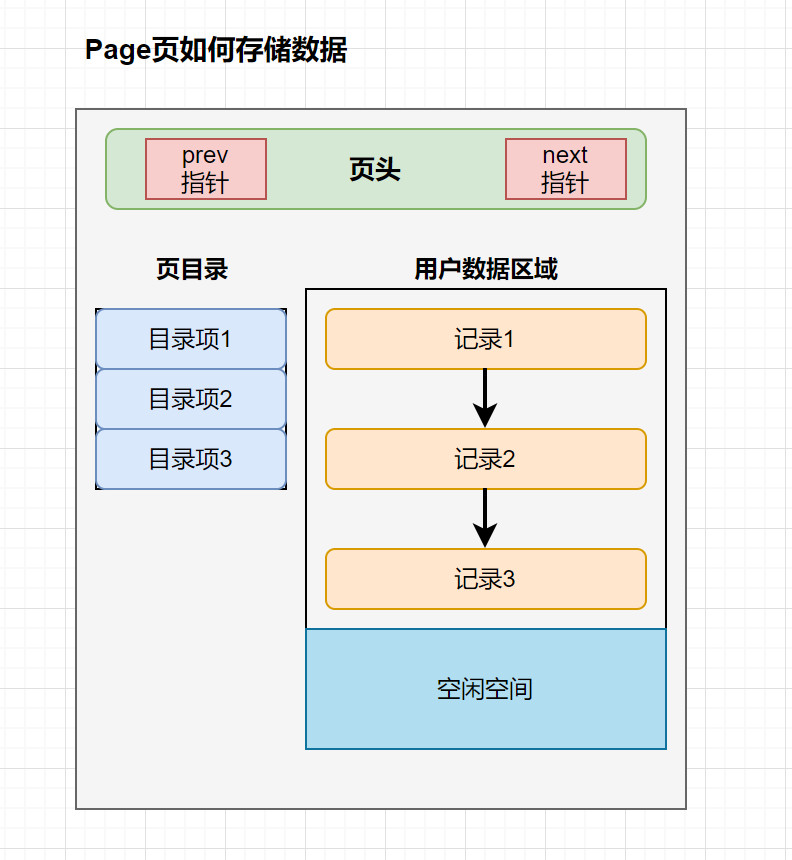 Page页如何存储数据
prev
指针
页头
next
指针
页目录
用户数据区域
目录项1
目录项2
目录项3
记录1
记录2
记录3
空闲空间